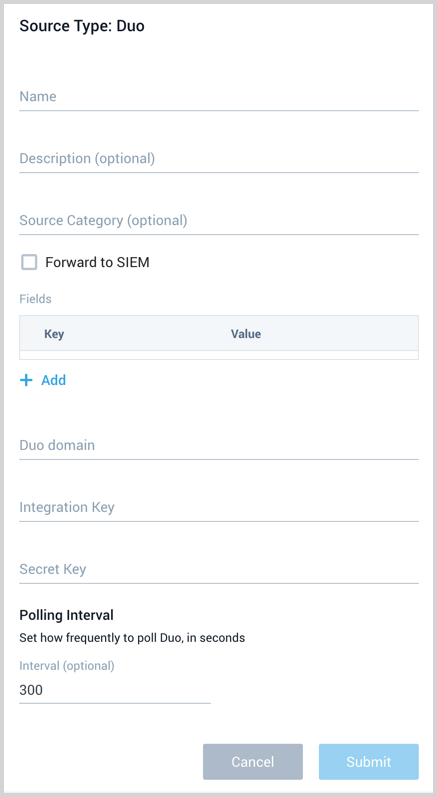 Source Type: Duo
Name
Description (optional)
Source Category (optional)
Forward to SIEM
Fields
Key Value
+ Add
Duo domain
Integration Key
Secret Key
Polling Interval
Set how frequently to poll Duo, in seconds
Interval (optional)
300
Cancel Submit